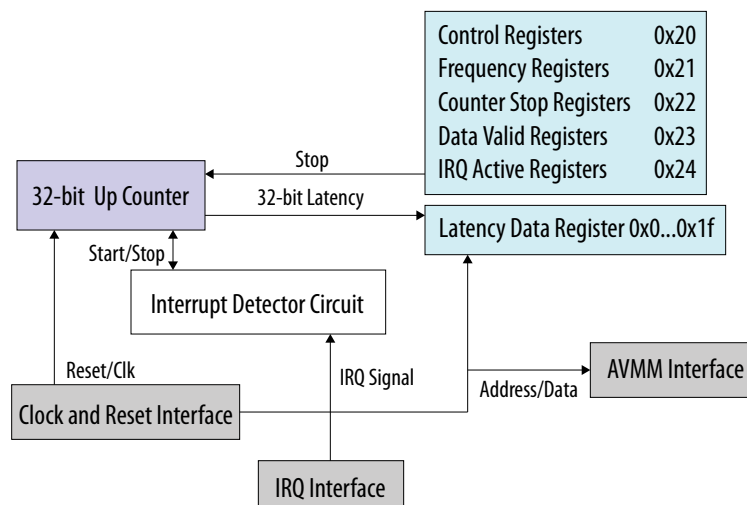 Control Registers 0x20
Frequency Registers 0x21
Counter Stop Registers 0x22
Data Valid Registers 0x23
IRQ Active Registers 0x24
Stop
32-bit Up Counter
32-bit Latency
Latency Data Register 0x0...0x1f
Start/Stop
Interrupt Detector Circuit
Reset/Clk
IRQ Signal
AVMM Interface
Address/Data
Clock and Reset Interface
IRQ Interface